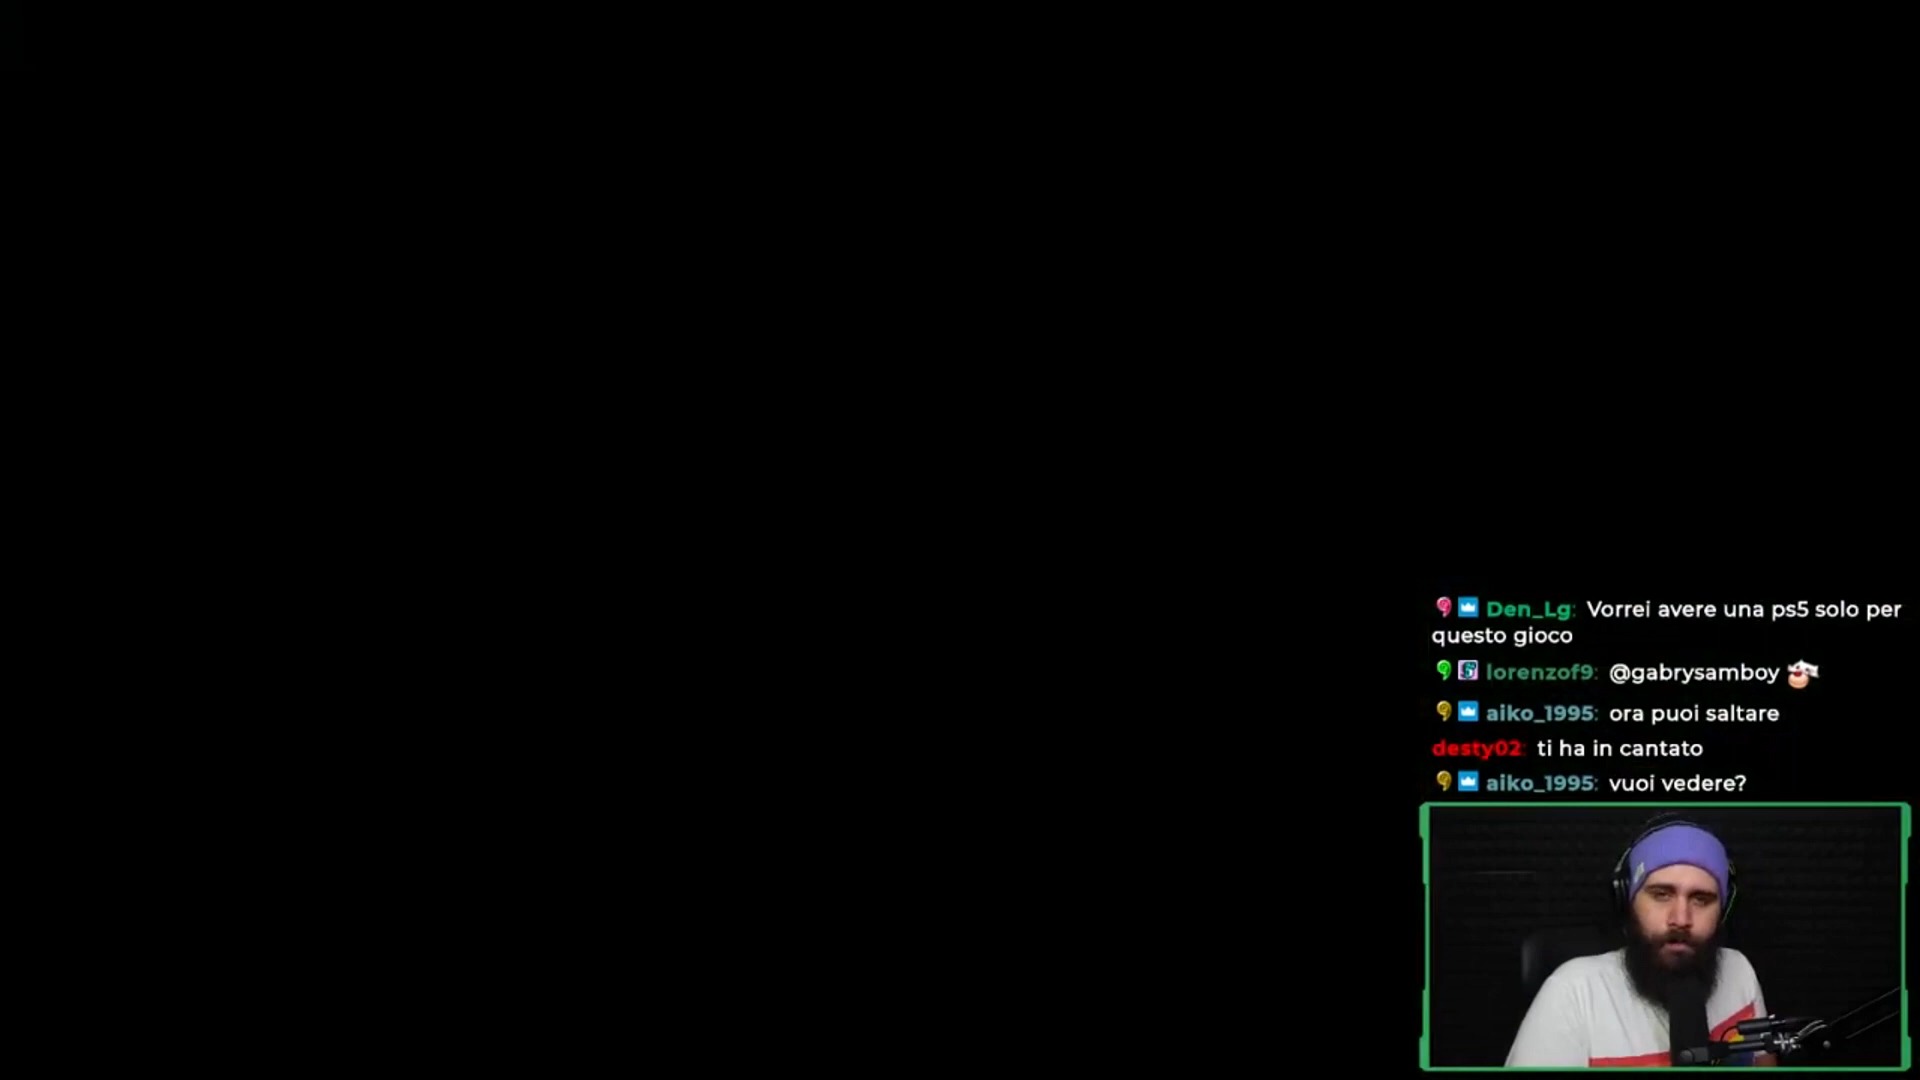 Den_Lg: Vorrei avere una ps5 solo per
questo gioco
lorenzof9: @gabrysamboy
aiko_1995: ora puoi saltare
desty02: ti ha in cantato
aiko_1995: vuoi vedere?